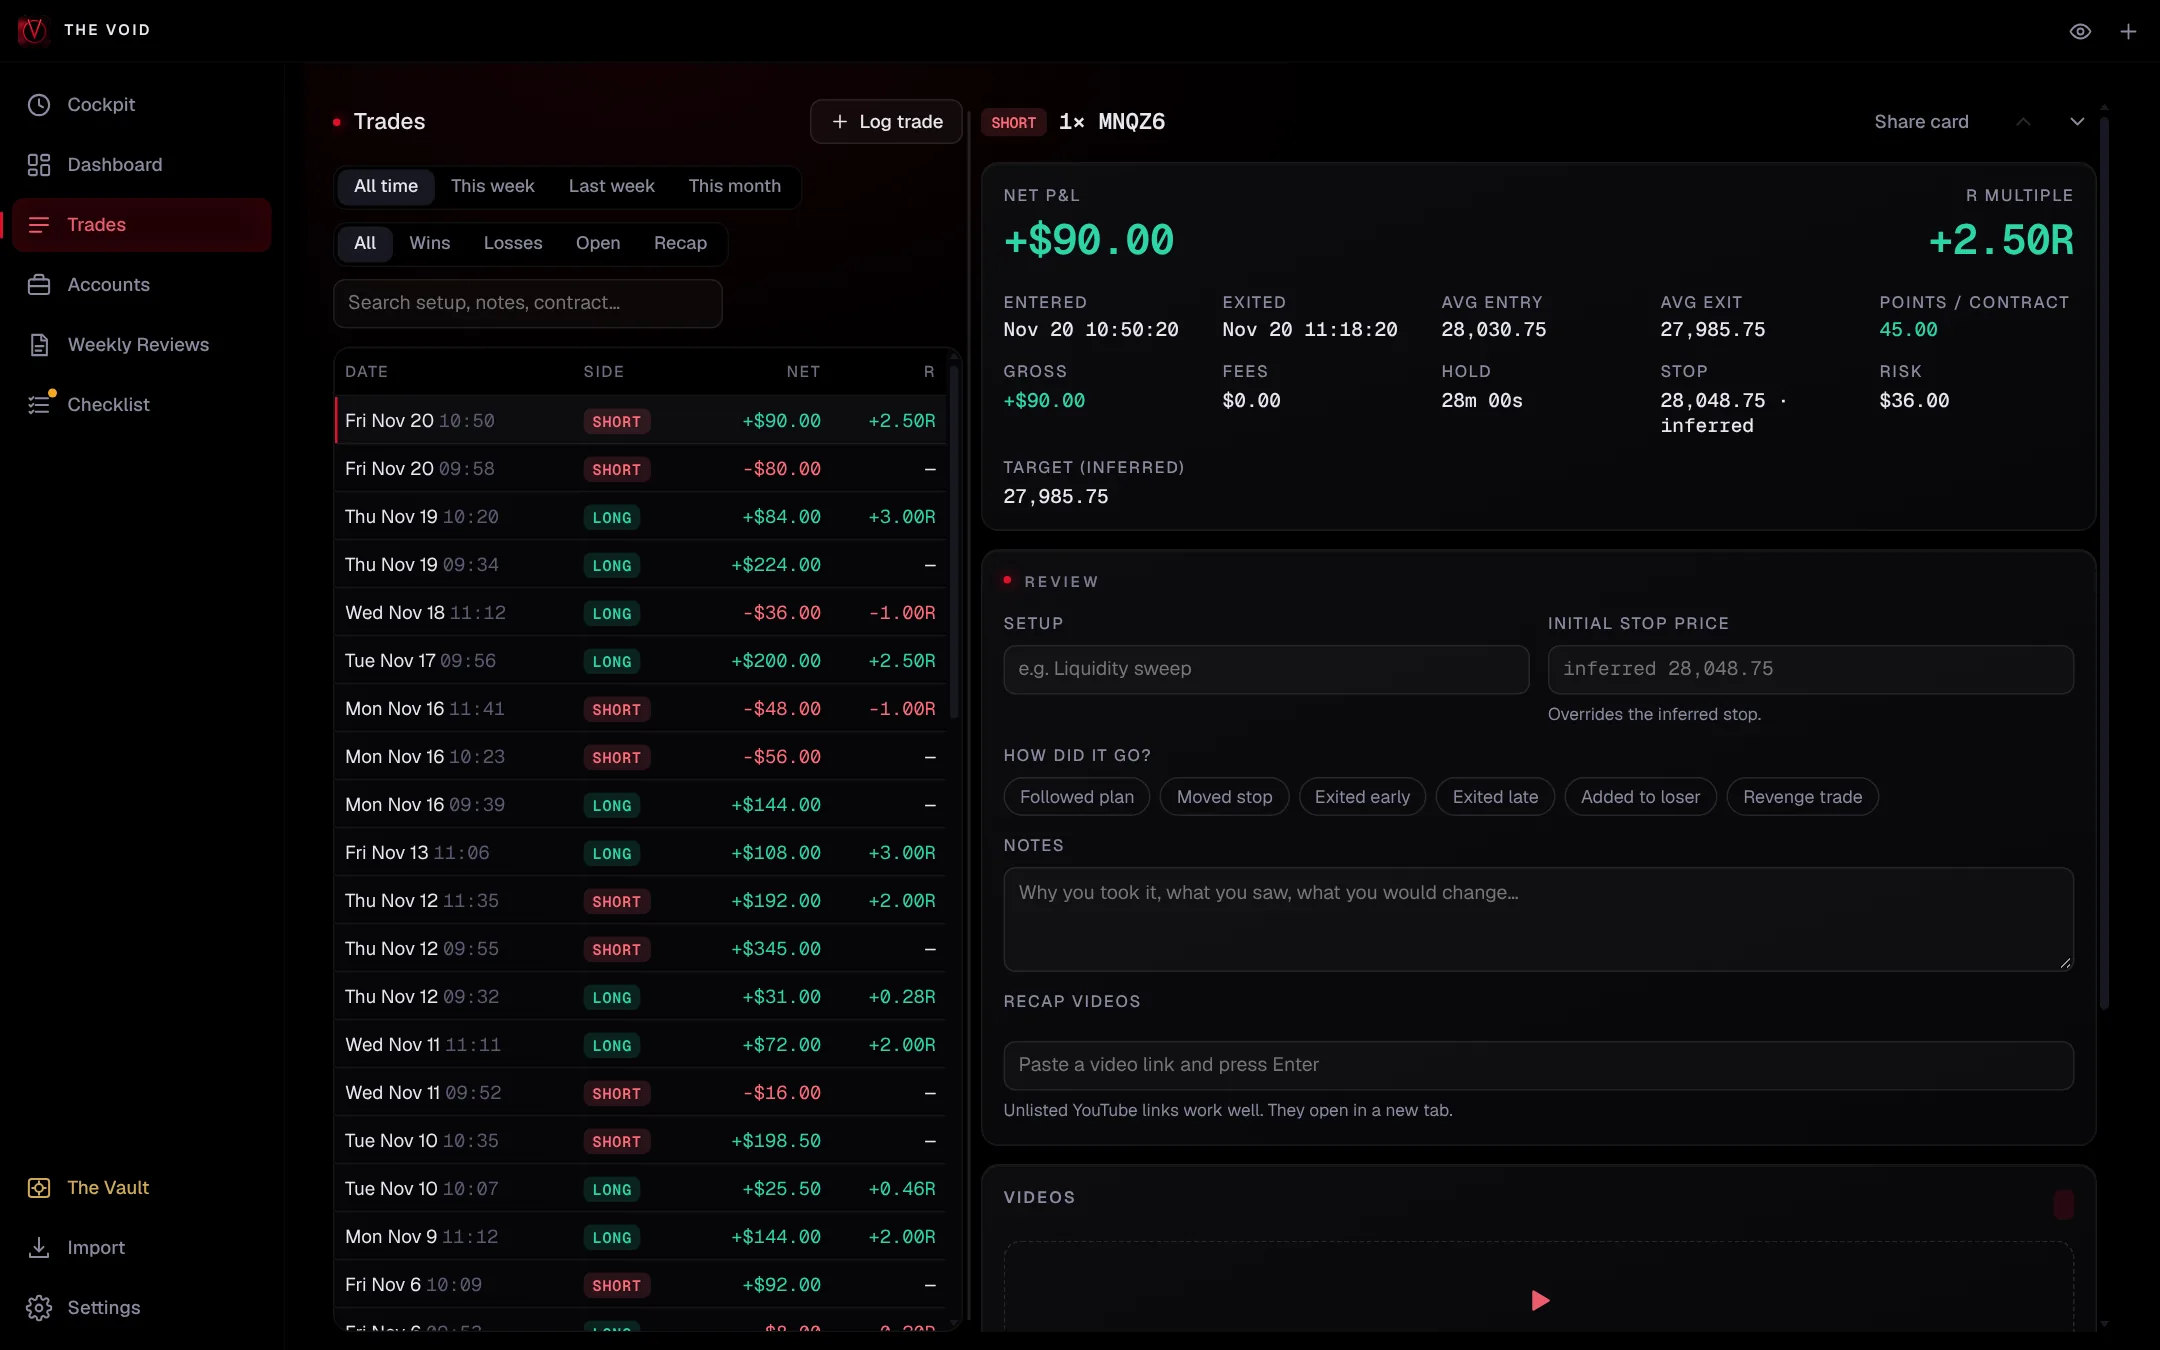 THE VOID
Cockpit
Dashboard
Trades
Accounts
Weekly Reviews
Checklist
The Vault
Import
Settings
Trades
+ Log trade
All time This week Last week This month
All Wins Losses Open Recap
Search setup, notes, contract...
DATE SIDE NET R
Fri Nov 20 10:50 SHORT +$90.00 +2.50R
Fri Nov 20 09:58 SHORT -$80.00 —
Thu Nov 19 10:20 LONG +$84.00 +3.00R
Thu Nov 19 09:34 LONG +$224.00 —
Wed Nov 18 11:12 LONG -$36.00 -1.00R
Tue Nov 17 09:56 LONG +$200.00 +2.50R
Mon Nov 16 11:41 SHORT -$48.00 -1.00R
Mon Nov 16 10:23 SHORT -$56.00 —
Mon Nov 16 09:39 LONG +$144.00 —
Fri Nov 13 11:06 LONG +$108.00 +3.00R
Thu Nov 12 11:35 SHORT +$192.00 +2.00R
Thu Nov 12 09:55 SHORT +$345.00 —
Thu Nov 12 09:32 LONG +$31.00 +0.28R
Wed Nov 11 11:11 LONG +$72.00 +2.00R
Wed Nov 11 09:52 SHORT -$16.00 —
Tue Nov 10 10:35 SHORT +$198.50 —
Tue Nov 10 10:07 LONG +$25.50 +0.46R
Mon Nov 9 11:12 LONG +$144.00 +2.00R
Fri Nov 6 10:09 SHORT +$92.00 —
SHORT 1× MNQZ6
Share card
NET P&L R MULTIPLE
+$90.00 +2.50R
ENTERED EXITED AVG ENTRY AVG EXIT POINTS / CONTRACT
Nov 20 10:50:20 Nov 20 11:18:20 28,030.75 27,985.75 45.00
GROSS FEES HOLD STOP RISK
+$90.00 $0.00 28m 00s 28,048.75 · $36.00
inferred
TARGET (INFERRED)
27,985.75
REVIEW
SETUP INITIAL STOP PRICE
e.g. Liquidity sweep inferred 28,048.75
Overrides the inferred stop.
HOW DID IT GO?
Followed plan Moved stop Exited early Exited late Added to loser Revenge trade
NOTES
Why you took it, what you saw, what you would change...
RECAP VIDEOS
Paste a video link and press Enter
Unlisted YouTube links work well. They open in a new tab.
VIDEOS